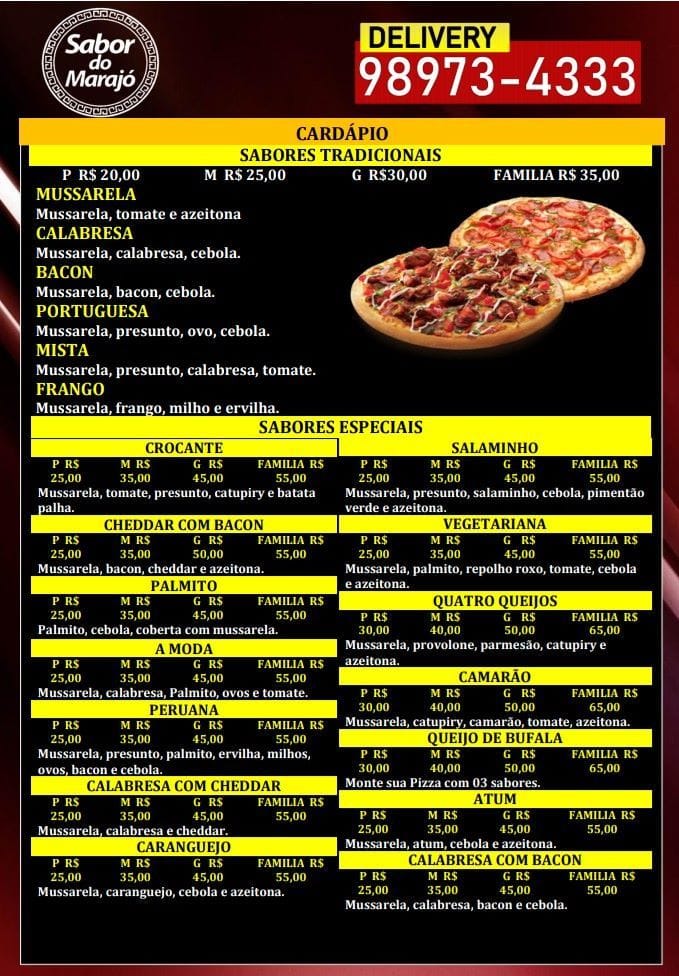 Sabor
do
Marajó
DELIVERY
98973-4333
CARDÁPIO
SABORES TRADICIONAIS
P R$ 20,00 M R$ 25,00 G R$30,00 FAMILIA R$ 35,00
MUSSARELA
Mussarela, tomate e azeitona
CALABRESA
Mussarela, calabresa, cebola.
BACON
Mussarela, bacon, cebola.
PORTUGUESA
Mussarela, presunto, ovo, cebola.
MISTA
Mussarela, presunto, calabresa, tomate.
FRANGO
Mussarela, frango, milho e ervilha.
SABORES ESPECIAIS
CROCANTE
P R$ M R$ G R$ FAMILIA R$
25,00 35,00 45,00 55,00
Mussarela, tomate, presunto, catupiry e batata
palha.
CHEDDAR COM BACON
P R$ M R$ G R$ FAMILIA R$
25,00 35,00 50,00 55,00
Mussarela, bacon, cheddar e azeitona.
PALMITO
P R$ M R$ G R$ FAMILIA R$
25,00 35,00 45,00 55,00
Palmito, cebola, coberta com mussarela.
A MODA
P R$ M R$ G R$ FAMILIA R$
25,00 35,00 45,00 55,00
Mussarela, calabresa, Palmito, ovos e tomate.
PERUANA
P R$ M R$ G R$ FAMILIA R$
25,00 35,00 45,00 55,00
Mussarela, presunto, palmito, ervilha, milhos,
ovos, bacon e cebola.
CALABRESA COM CHEDDAR
P R$ M R$ G R$ FAMILIA R$
25,00 35,00 45,00 55,00
Mussarela, calabresa e cheddar.
CARANGUEJO
P R$ M R$ G R$ FAMILIA R$
25,00 35,00 45,00 55,00
Mussarela, caranguejo, cebola e azeitona.
SALAMINHO
P R$ M R$ G R$ FAMILIA R$
25,00 35,00 45,00 55,00
Mussarela, presunto, salaminho, cebola, pimentão
verde e azeitona.
VEGETARIANA
P R$ M R$ G R$ FAMILIA R$
25,00 35,00 45,00 55,00
Mussarela, palmito, repolho roxo, tomate, cebola
e azeitona.
QUATRO QUEIJOS
P R$ M R$ G R$ FAMILIA R$
30,00 40,00 50,00 65,00
Mussarela, provolone, parmesão, catupiry e
azeitona.
CAMARÃO
P R$ M R$ G R$ FAMILIA R$
30,00 40,00 50,00 65,00
Mussarela, catupiry, camarão, tomate, azeitona.
QUEIJO DE BUFALA
P R$ M R$ G R$ FAMILIA R$
30,00 40,00 50,00 65,00
Monte sua Pizza com 03 sabores.
ATUM
P R$ M R$ G R$ FAMILIA R$
25,00 35,00 45,00 55,00
Mussarela, atum, cebola e azeitona.
CALABRESA COM BACON
P R$ M R$ G R$ FAMILIA R$
25,00 35,00 45,00 55,00
Mussarela, calabresa, bacon e cebola.